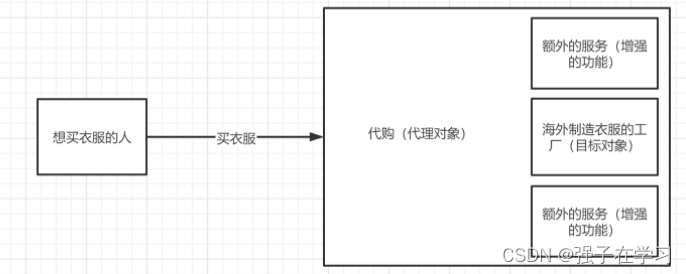 想买衣服的人
买衣服
代购（代理对象）
额外的服务（增强
的功能）
海外制造衣服的工
厂（目标对象）
额外的服务（增强
的功能）
CSDN @强子在学习